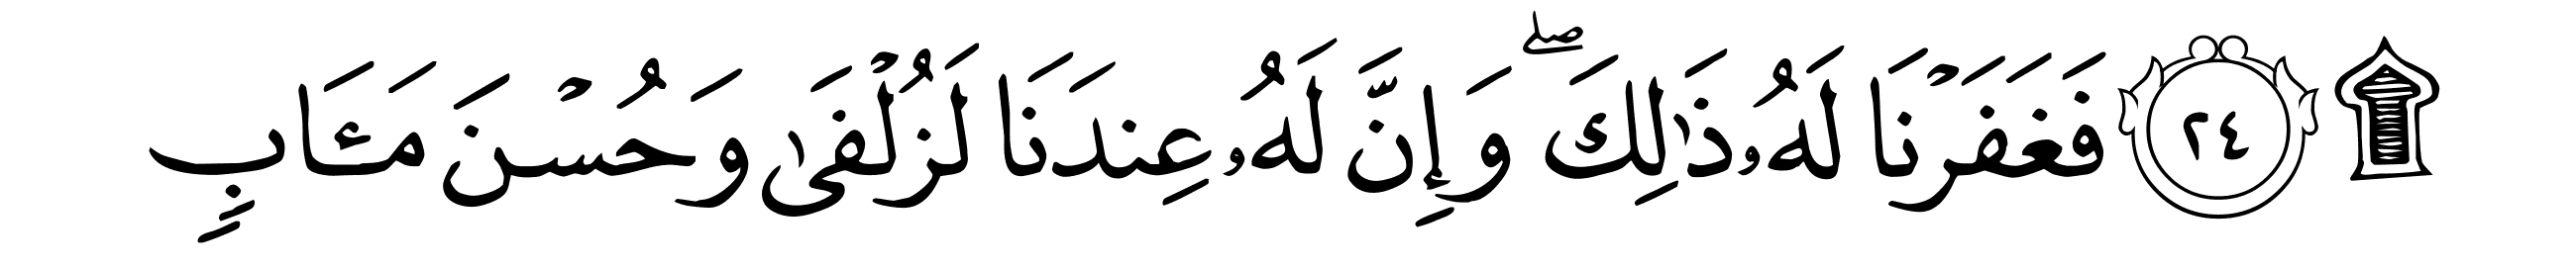 ۩ ٢٤ فَغَفَرْنَا لَهُۥ ذَٰلِكَ ۖ وَإِنَّ لَهُۥ عِندَنَا لَزُلْفَىٰ وَحُسْنَ مَـَٔابٍ